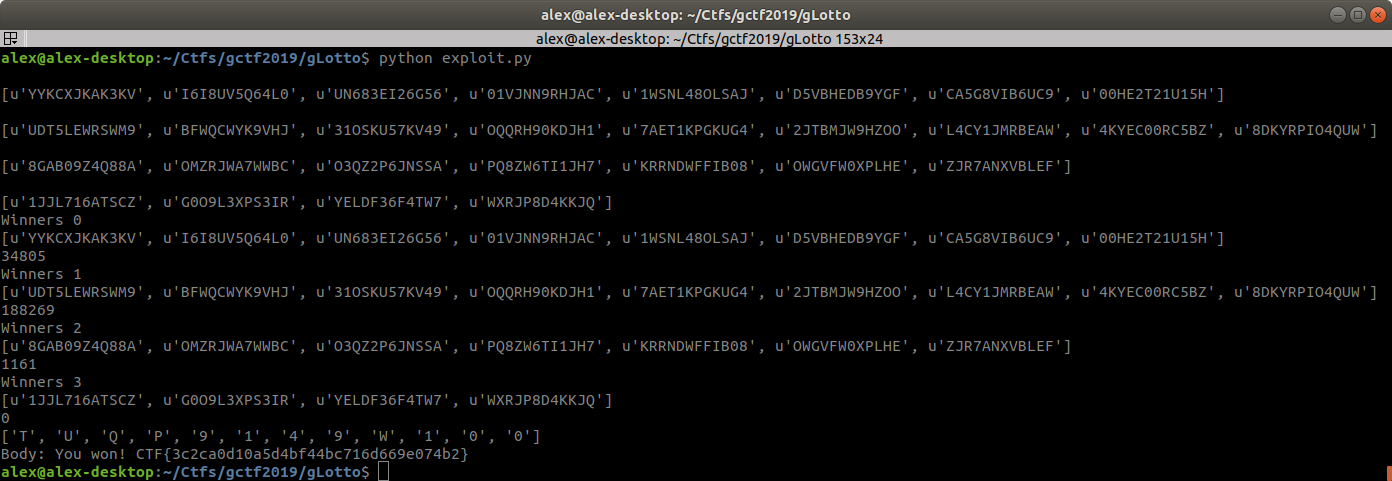 alex@alex-desktop: ~/Ctfs/gctf2019/gLotto
alex@alex-desktop: ~/Ctfs/gctf2019/gLotto 153x24
alex@alex-desktop:~/Ctfs/gctf2019/gLotto$ python exploit.py
[u'YYKCXJKAK3KV', u'I6I8UV5Q64L0', u'UN683EI26G56', u'01VJNN9RHJAC', u'1WSNL48OLSAJ', u'D5VBHEDB9YGF', u'CA5G8VIB6UC9', u'00HE2T21U15H']
[u'UDT5LEWRSWM9', u'BFWQCWYK9VHJ', u'31OSKU57KV49', u'OQQRH90KDJH1', u'7AET1KPGKUG4', u'2JTBMJW9HZOO', u'L4CY1JMRBEAW', u'4KYEC00RC5BZ', u'8DKYRPIO4QUW']
[u'8GAB09Z4Q88A', u'OMZRJWA7WWBC', u'O3QZ2P6JNSSA', u'PQ8ZW6TI1JH7', u'KRRNDWFFIB08', u'OWGVFW0XPLHE', u'ZJR7ANXVBLEF']
[u'1JJL716ATSCZ', u'G0O9L3XPS3IR', u'YELDF36F4TW7', u'WXRJP8D4KKJQ']
Winners 0
[u'YYKCXJKAK3KV', u'I6I8UV5Q64L0', u'UN683EI26G56', u'01VJNN9RHJAC', u'1WSNL48OLSAJ', u'D5VBHEDB9YGF', u'CA5G8VIB6UC9', u'00HE2T21U15H']
34805
Winners 1
[u'UDT5LEWRSWM9', u'BFWQCWYK9VHJ', u'31OSKU57KV49', u'OQQRH90KDJH1', u'7AET1KPGKUG4', u'2JTBMJW9HZOO', u'L4CY1JMRBEAW', u'4KYEC00RC5BZ', u'8DKYRPIO4QUW']
188269
Winners 2
[u'8GAB09Z4Q88A', u'OMZRJWA7WWBC', u'O3QZ2P6JNSSA', u'PQ8ZW6TI1JH7', u'KRRNDWFFIB08', u'OWGVFW0XPLHE', u'ZJR7ANXVBLEF']
1161
Winners 3
[u'1JJL716ATSCZ', u'G0O9L3XPS3IR', u'YELDF36F4TW7', u'WXRJP8D4KKJQ']
0
['T', 'U', 'Q', 'P', '9', '1', '4', '9', 'W', '1', '0', '0']
Body: You won! CTF{3c2ca0d10a5d4bf44bc716d669e074b2}
alex@alex-desktop:~/Ctfs/gctf2019/gLotto$